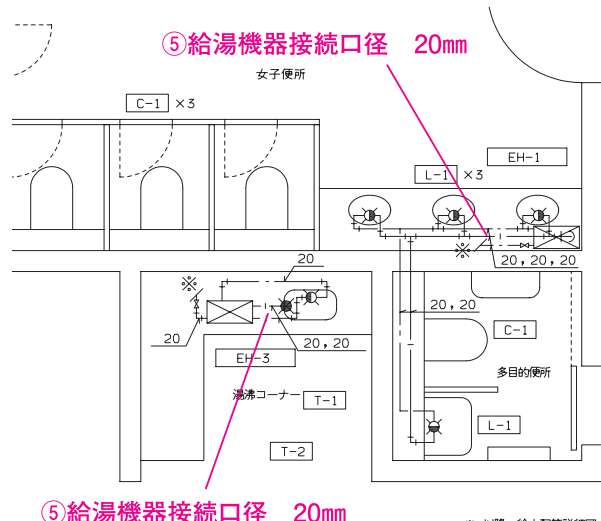 ⑤給湯機器接続口径 20mm
女子便所
C-1 ×3
EH-1
L-1 ×3
※
20,20,20
20
※
20,20
20
20,20
C-1
EH-3
多目的便所
湯沸コーナー
T-1
L-1
T-2
⑤給湯機器接続口径 20mm